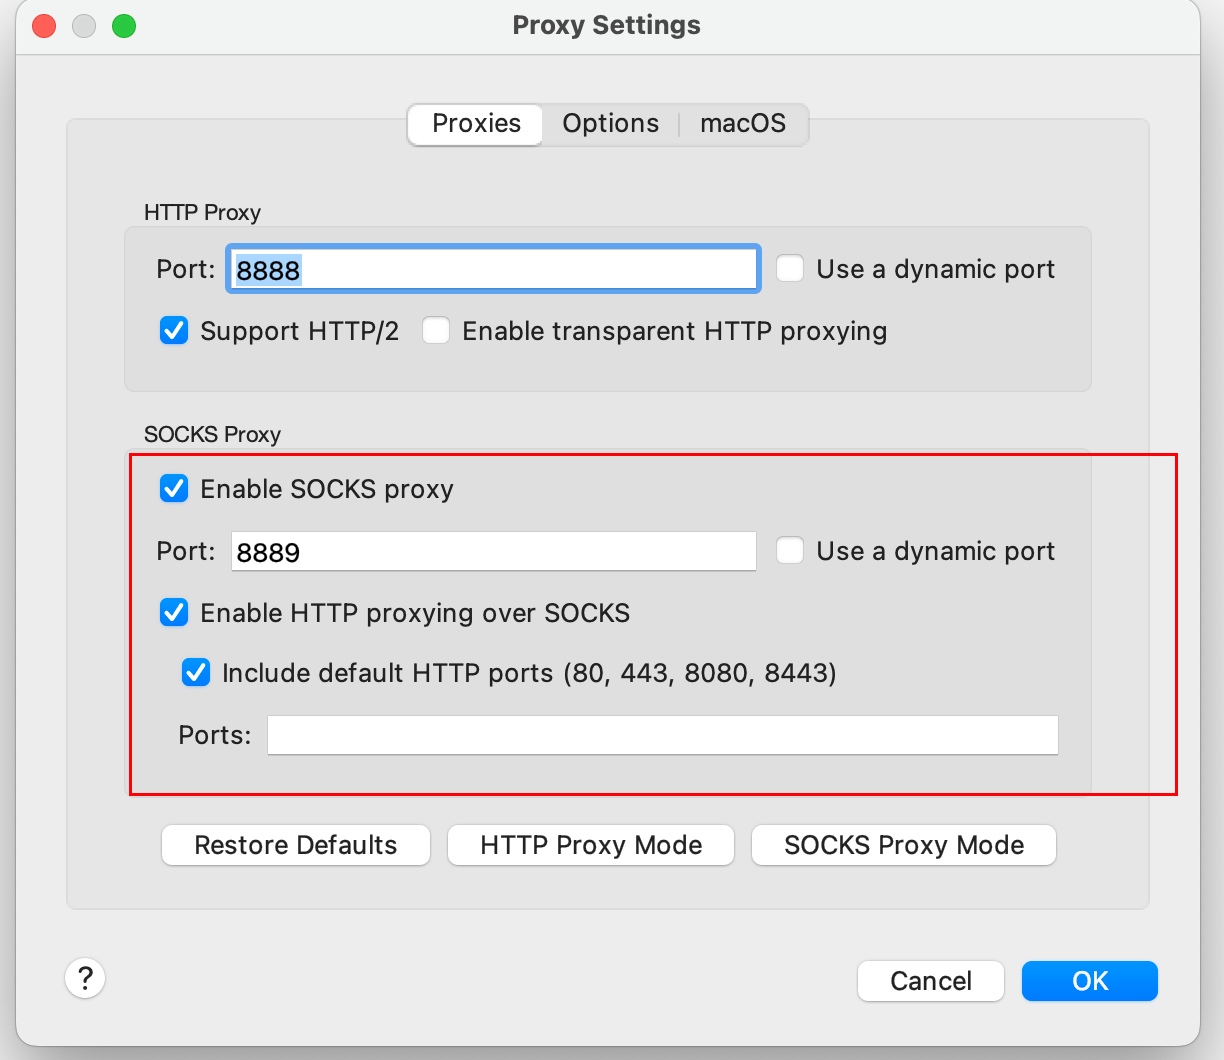 Proxy Settings
Proxies Options macOS
HTTP Proxy
Port: 8888 Use a dynamic port
Support HTTP/2 Enable transparent HTTP proxying
SOCKS Proxy
Enable SOCKS proxy
Port: 8889 Use a dynamic port
Enable HTTP proxying over SOCKS
Include default HTTP ports (80, 443, 8080, 8443)
Ports:
Restore Defaults HTTP Proxy Mode SOCKS Proxy Mode
? Cancel OK